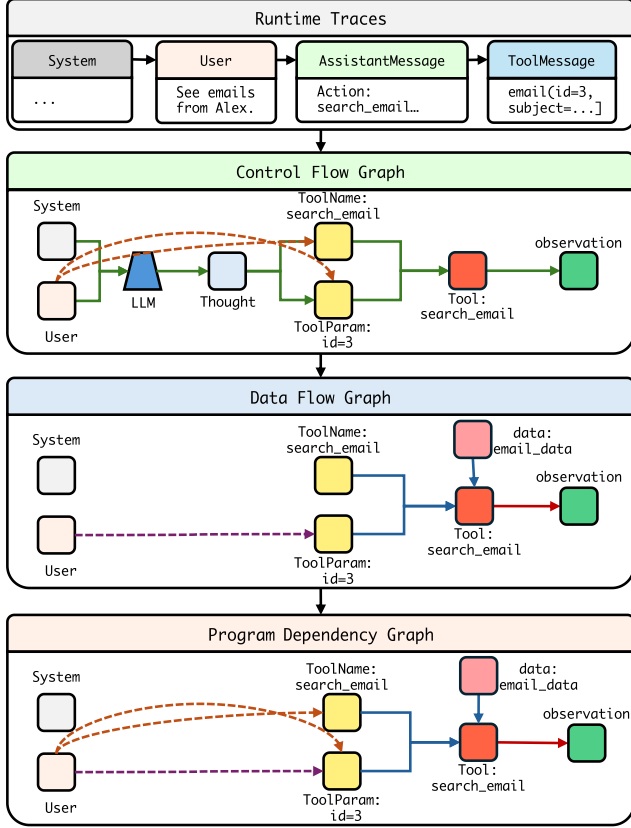 Runtime Traces
System
User
AssistantMessage
ToolMessage
...
See emails
from Alex.
Action:
search_email…
email(id=3,
subject=...]
Control Flow Graph
System
ToolName:
search_email
observation
LLM
Thought
Tool:
search_email
User
ToolParam:
id=3
Data Flow Graph
System
ToolName:
search_email
data:
email_data
observation
Tool:
search_email
User
ToolParam:
id=3
Program Dependency Graph
System
ToolName:
search_email
data:
email_data
observation
Tool:
search_email
User
ToolParam:
id=3